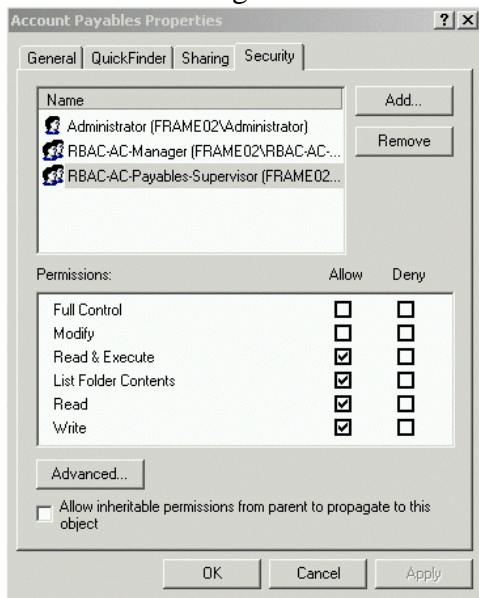 Account Payables Properties
General QuickFinder Sharing Security
Name
Add...
Administrator (FRAME02\Administrator)
RBAC-AC-Manager (FRAME02\RBAC-AC-...
Remove
RBAC-AC-Payables-Supervisor (FRAME02...
Permissions: Allow Deny
Full Control
Modify
Read & Execute
List Folder Contents
Read
Write
Advanced...
Allow inheritable permissions from parent to propagate to this
object
OK Cancel Apply